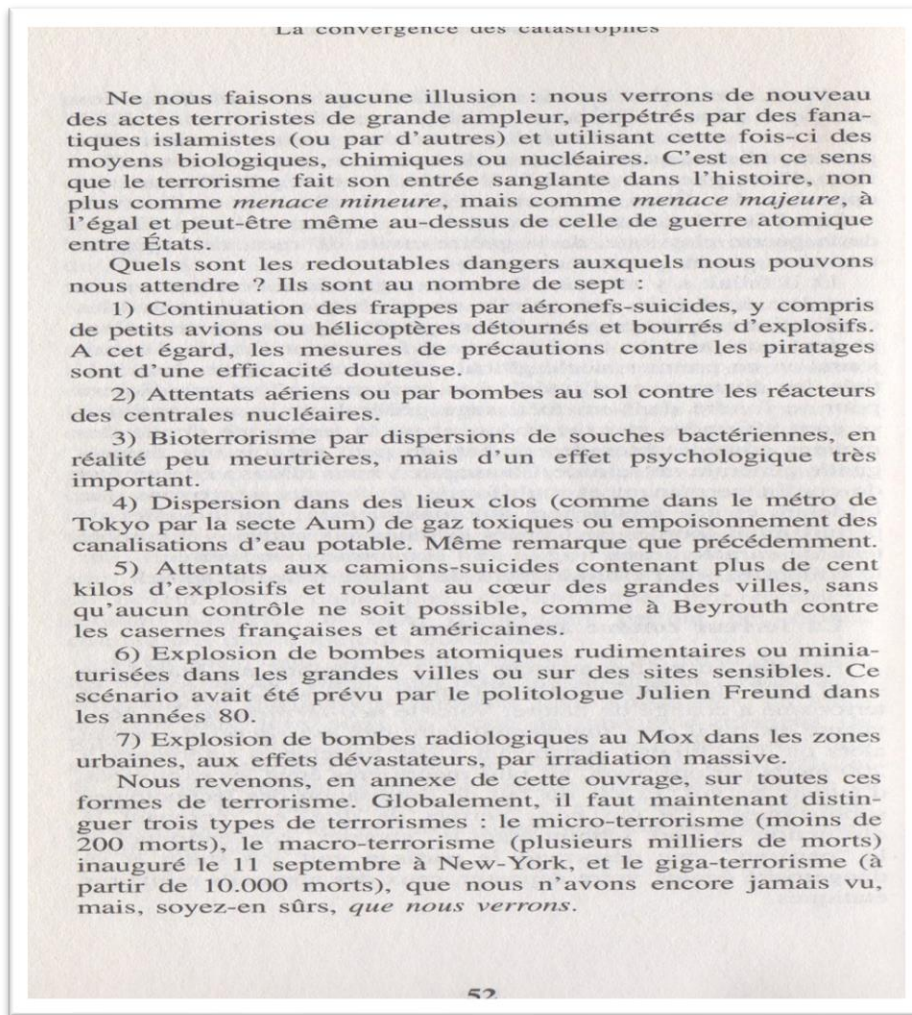 La convergence des catastrophes
Ne nous faisons aucune illusion : nous verrons de nouveau
des actes terroristes de grande ampleur, perpétrés par des fana-
tiques islamistes (ou par d'autres) et utilisant cette fois-ci des
moyens biologiques, chimiques ou nucléaires. C'est en ce sens
que le terrorisme fait son entrée sanglante dans l'histoire, non
plus comme menace mineure, mais comme menace majeure, à
l'égal et peut-être même au-dessus de celle de guerre atomique
entre États.
Quels sont les redoutables dangers auxquels nous pouvons
nous attendre ? Ils sont au nombre de sept :
1) Continuation des frappes par aéronefs-suicides, y compris
de petits avions ou hélicoptères détournés et bourrés d'explosifs.
A cet égard, les mesures de précautions contre les piratages
sont d'une efficacité douteuse.
2) Attentats aériens ou par bombes au sol contre les réacteurs
des centrales nucléaires.
3) Bioterrorisme par dispersions de souches bactériennes, en
réalité peu meurtrières, mais d'un effet psychologique très
important.
4) Dispersion dans des lieux clos (comme dans le métro de
Tokyo par la secte Aum) de gaz toxiques ou empoisonnement des
canalisations d'eau potable. Même remarque que précédemment.
5) Attentats aux camions-suicides contenant plus de cent
kilos d'explosifs et roulant au cœur des grandes villes, sans
qu'aucun contrôle ne soit possible, comme à Beyrouth contre
les casernes françaises et américaines.
6) Explosion de bombes atomiques rudimentaires ou minia-
turisées dans les grandes villes ou sur des sites sensibles. Ce
scénario avait été prévu par le politologue Julien Freund dans
les années 80.
7) Explosion de bombes radiologiques au Mox dans les zones
urbaines, aux effets dévastateurs, par irradiation massive.
Nous revenons, en annexe de cette ouvrage, sur toutes ces
formes de terrorisme. Globalement, il faut maintenant distin-
guer trois types de terrorismes : le micro-terrorisme (moins de
200 morts), le macro-terrorisme (plusieurs milliers de morts)
inauguré le 11 septembre à New-York, et le giga-terrorisme (à
partir de 10.000 morts), que nous n'avons encore jamais vu,
mais, soyez-en sûrs, que nous verrons.
52